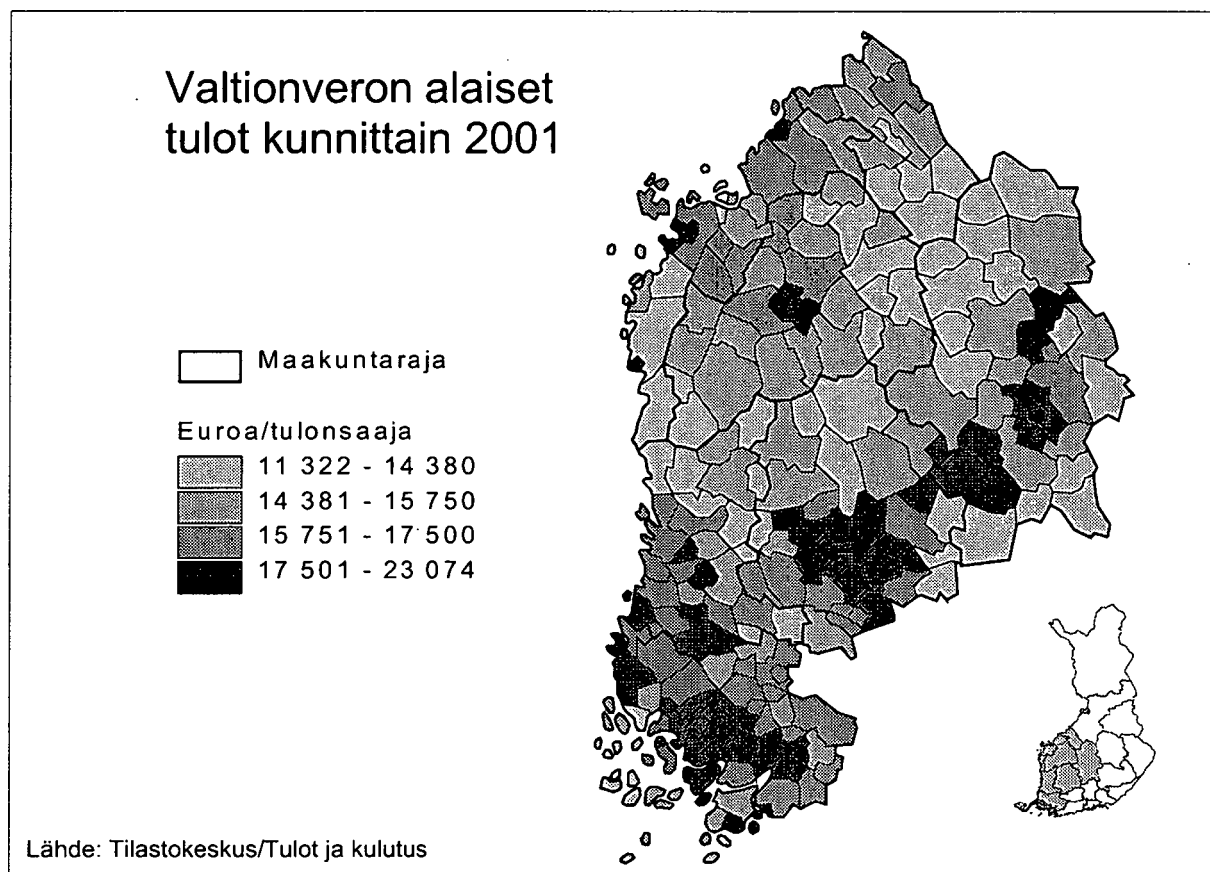 Valtionveron alaiset
tulot kunnittain 2001
Maakuntaraja
Euroa/tulonsaaja
11 322 - 14 380
14 381 - 15 750
15 751 - 17 500
17 501 - 23 074
Lähde: Tilastokeskus/Tulot ja kulutus